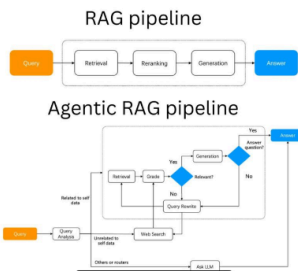 RAG pipeline
Query
Retrieval
Reranking
Generation
Answer
Agentic RAG pipeline
Yes
Answer
Answer
question?
Generation
Yes
Retrieval
Grade
Relevant?
No
No
Related to self
data
Query Rewrite
Query
Query
Analysis
Unrelated to
self data
Web Search
Others or routers
Ask LLM